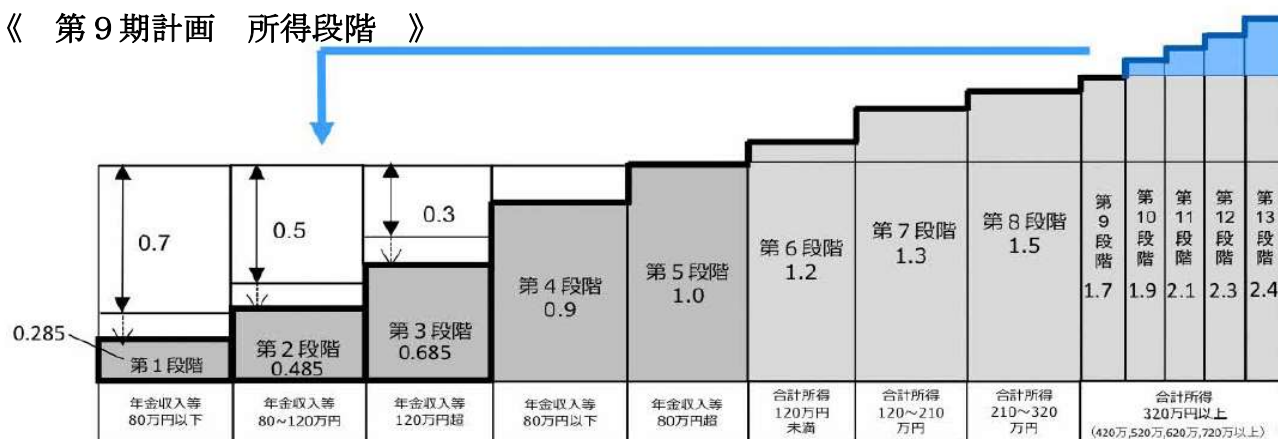 《　第９期計画　所得段階　》
0.7
0.5
0.3
0.285
第１段階
第２段階
0.485
第３段階
0.685
第４段階
0.9
第５段階
1.0
第６段階
1.2
第７段階
1.3
第８段階
1.5
第9段階
1.7
第10段階
1.9
第11段階
2.1
第12段階
2.3
第13段階
2.4
年金収入等
80万円以下
年金収入等
80~120万円
年金収入等
120万円超
年金収入等
80万円以下
年金収入等
80万円超
合計所得
120万円
未満
合計所得
120～210
万円
合計所得
210～320
万円
合計所得
320万円以上
（420万,520万,620万,720万以上）